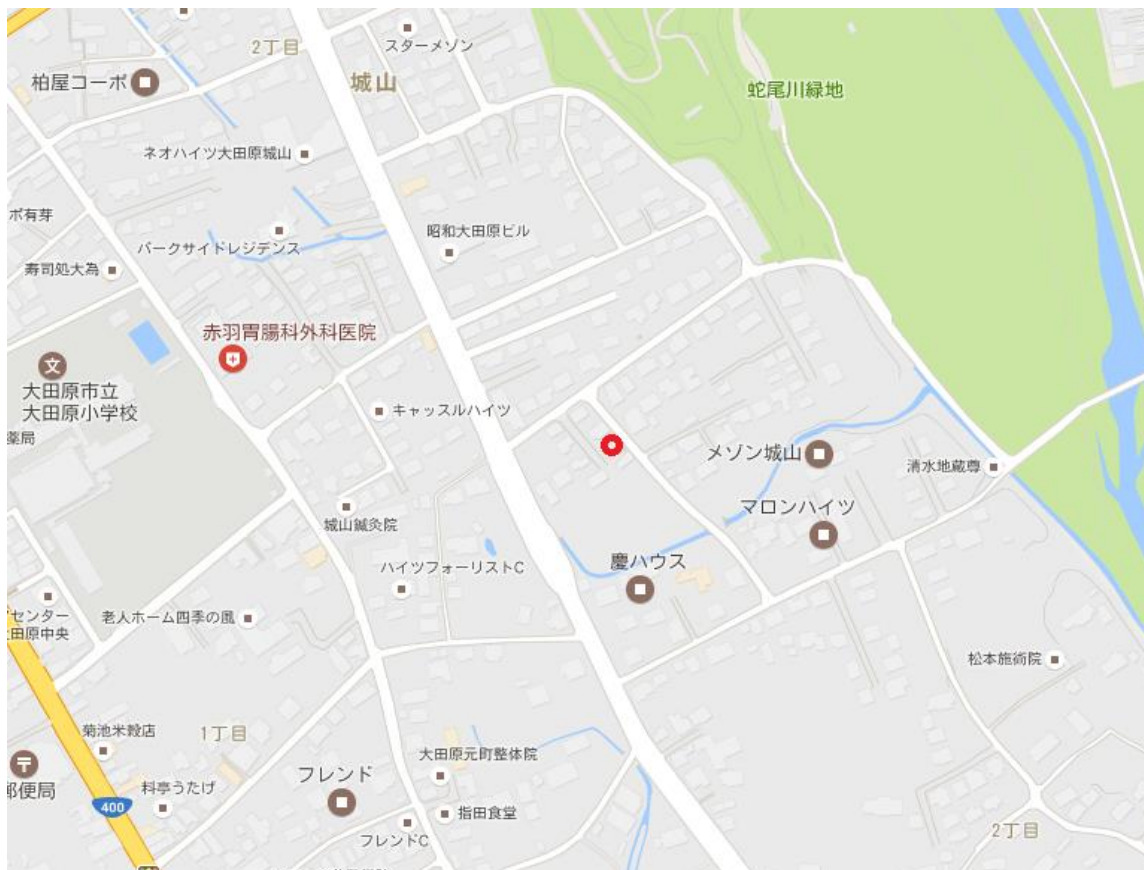 2丁目
スターメゾン
城山
柏屋コーポ
蛇尾川緑地
ネオハイツ大田原城山
ポ有芽
昭和大田原ビル
パークサイドレジデンス
寿司処大為
赤羽胃腸科外科医院
大田原市立
大田原小学校
薬局
キャッスルハイツ
メゾン城山
清水地蔵尊
マロンハイツ
城山鍼灸院
慶ハウス
ハイツフォーリストC
センター
田原中央
老人ホーム四季の風
松本施術院
菊池米穀店
1丁目
大田原元町整体院
フレンド
郵便局
料亭うたげ
400
指田食堂
フレンドC
2丁目